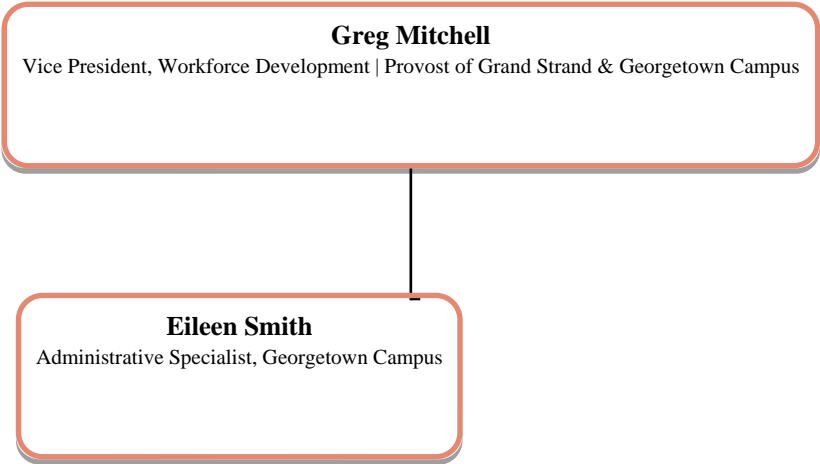 Greg Mitchell
Vice President, Workforce Development | Provost of Grand Strand & Georgetown Campus
Eileen Smith
Administrative Specialist, Georgetown Campus